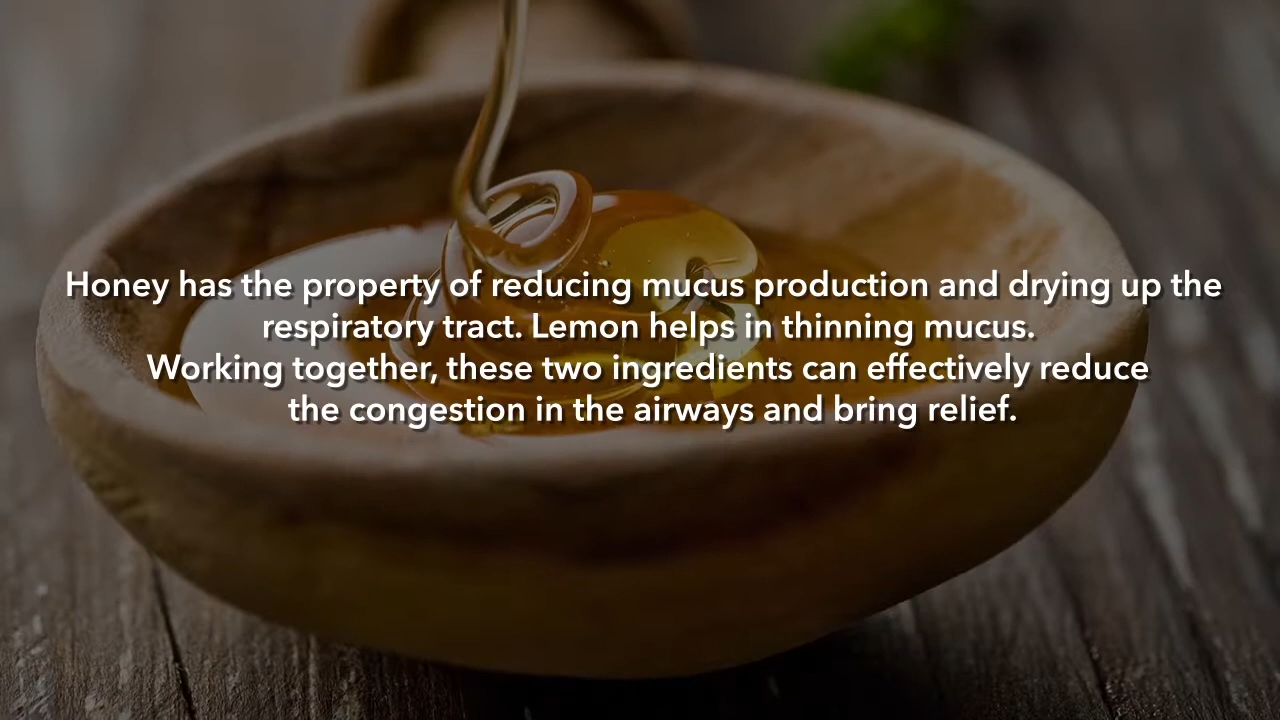 Honey has the property of reducing mucus production and drying up the
respiratory tract. Lemon helps in thinning mucus.
Working together, these two ingredients can effectively reduce
the congestion in the airways and bring relief.